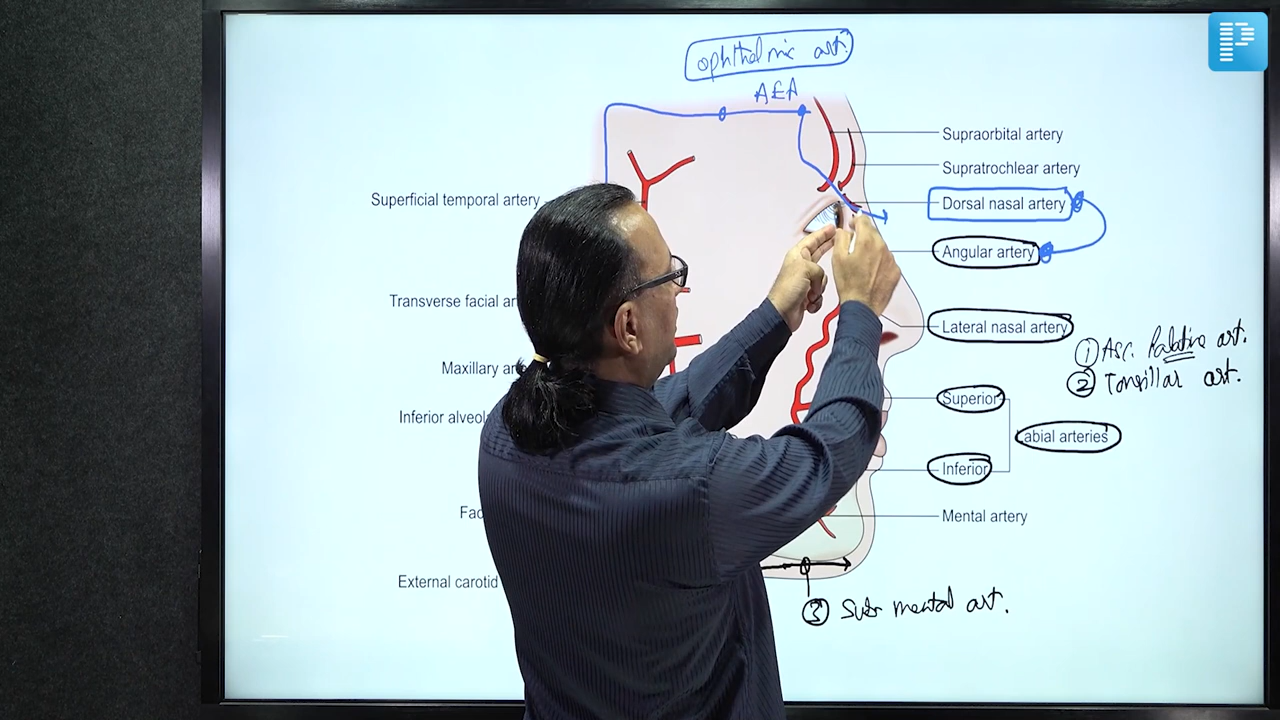 P
ophthalmic art.
AEA
Supraorbital artery
Supratrochlear artery
Superficial temporal artery
Dorsal nasal artery
Angular artery
Transverse facial ar
Lateral nasal artery
① Asc. Palatine art.
② Tonsillar art.
Maxillary art
Superior
Inferior alveol
Labial arteries
Inferior
Fac
Mental artery
External carotid
③ Sub mental art.